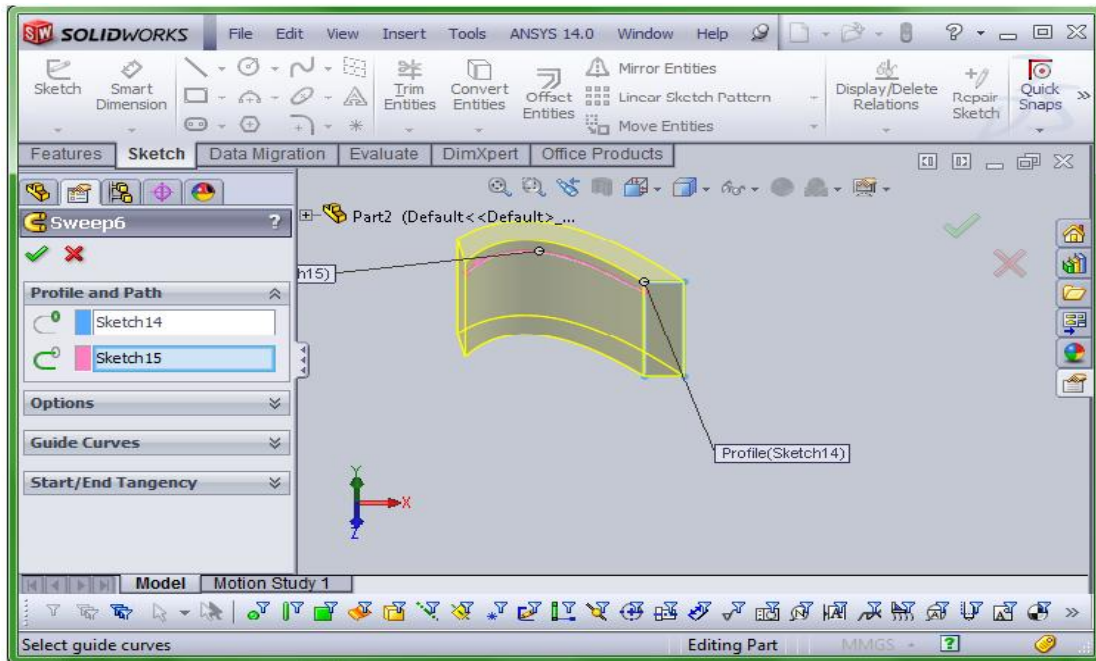 SW SOLIDWORKS File Edit View Insert Tools ANSYS 14.0 Window Help ?
Sketch Smart Dimension Trim Entities Convert Entities Offset Entities Mirror Entities Linear Sketch Pattern Move Entities Display/Delete Relations Repair Sketch Quick Snaps
Features Sketch Data Migration Evaluate DimXpert Office Products
Sweep6 ?
Part2 (Default<<Default>_...
h15)
Profile and Path
Sketch14
Sketch15
Options
Guide Curves
Start/End Tangency
Profile(Sketch14)
Y
X
Z
Model Motion Study 1
Select guide curves Editing Part MMGS ?